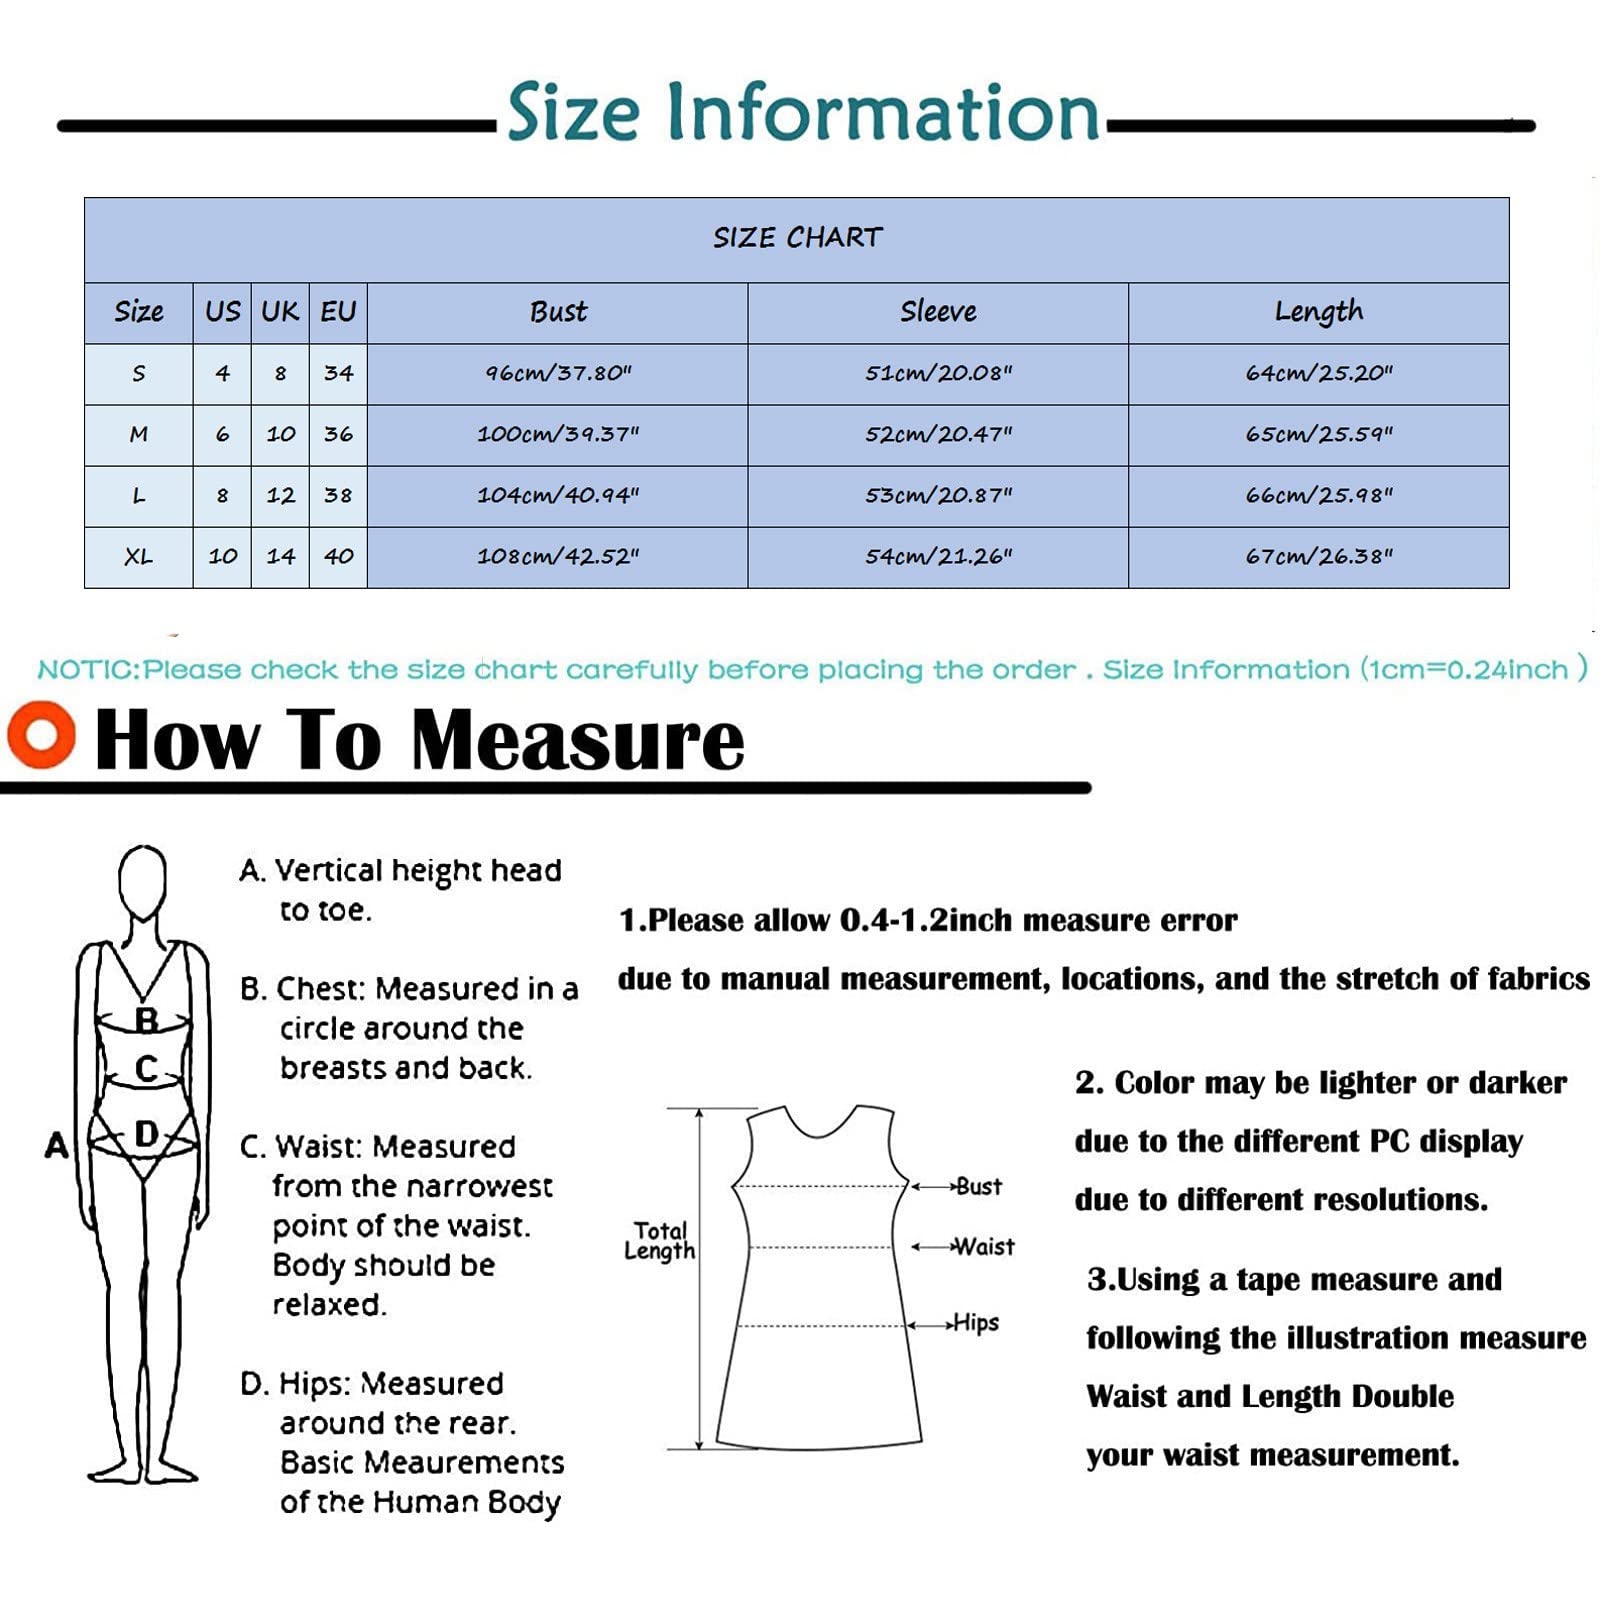 Size Information
SIZE CHART
Size US UK EU Bust Sleeve Length
S 4 8 34 96cm/37.80" 51cm/20.08" 64cm/25.20"
M 6 10 36 100cm/39.37" 52cm/20.47" 65cm/25.59"
L 8 12 38 104cm/40.94" 53cm/20.87" 66cm/25.98"
XL 10 14 40 108cm/42.52" 54cm/21.26" 67cm/26.38"
NOTIC:Please check the size chart carefully before placing the order . Size Information (1cm=0.24inch )
How To Measure
B
C
D
A
A. Vertical height head
to toe.
B. Chest: Measured in a
circle around the
breasts and back.
C. Waist: Measured
from the narrowest
point of the waist.
Body should be
relaxed.
D. Hips: Measured
around the rear.
Basic Meaurements
of the Human Body
1.Please allow 0.4-1.2inch measure error
due to manual measurement, locations, and the stretch of fabrics
Total
Length
Bust
Waist
Hips
2. Color may be lighter or darker
due to the different PC display
due to different resolutions.
3.Using a tape measure and
following the illustration measure
Waist and Length Double
your waist measurement.